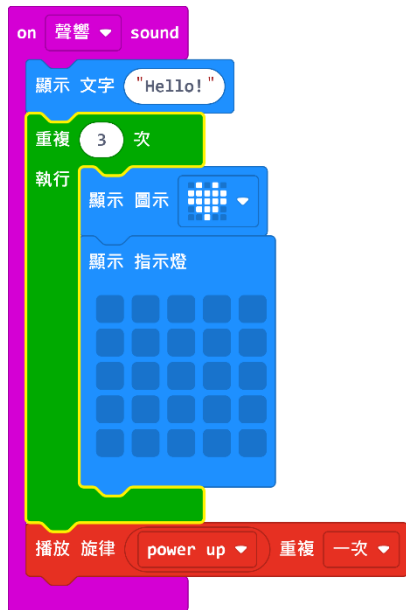 on 聲響 sound
顯示 文字 "Hello!"
重複 3 次
執行
顯示 圖示
顯示 指示燈
播放 旋律 power up 重複 一次